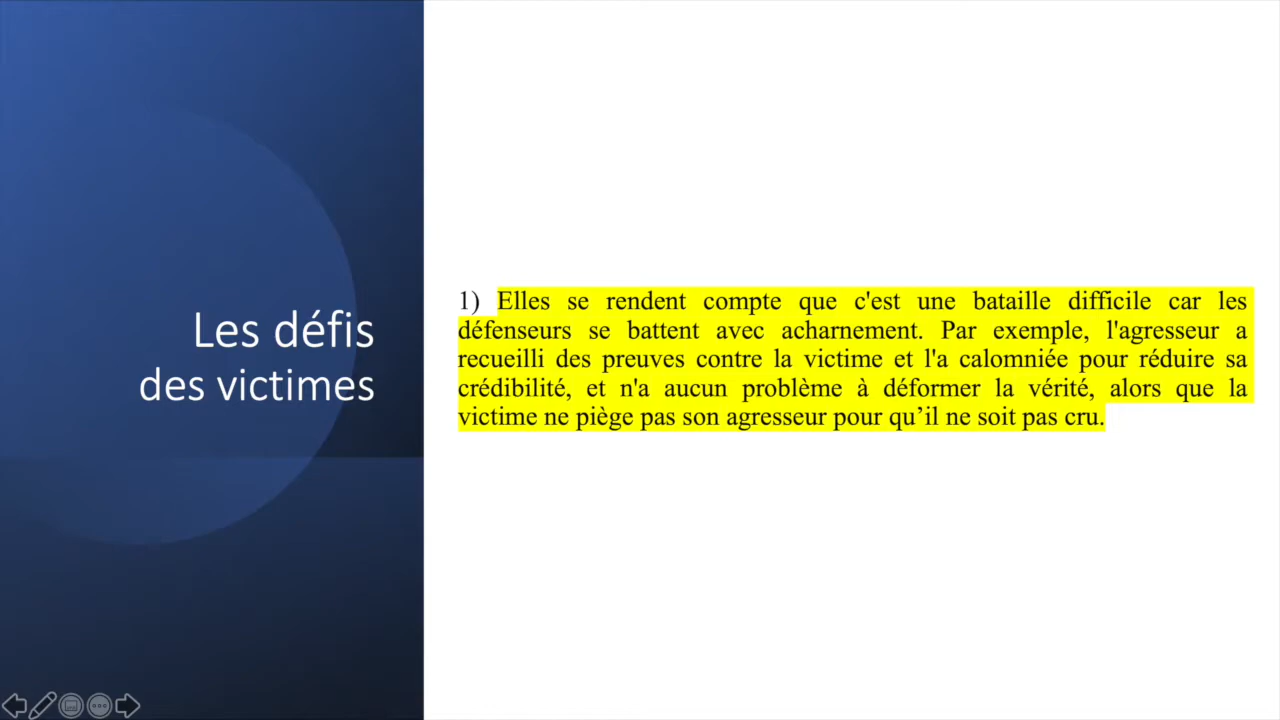 Les défis
des victimes
1) Elles se rendent compte que c'est une bataille difficile car les
défenseurs se battent avec acharnement. Par exemple, l'agresseur a
recueilli des preuves contre la victime et l'a calomniée pour réduire sa
crédibilité, et n'a aucun problème à déformer la vérité, alors que la
victime ne piège pas son agresseur pour qu’il ne soit pas cru.